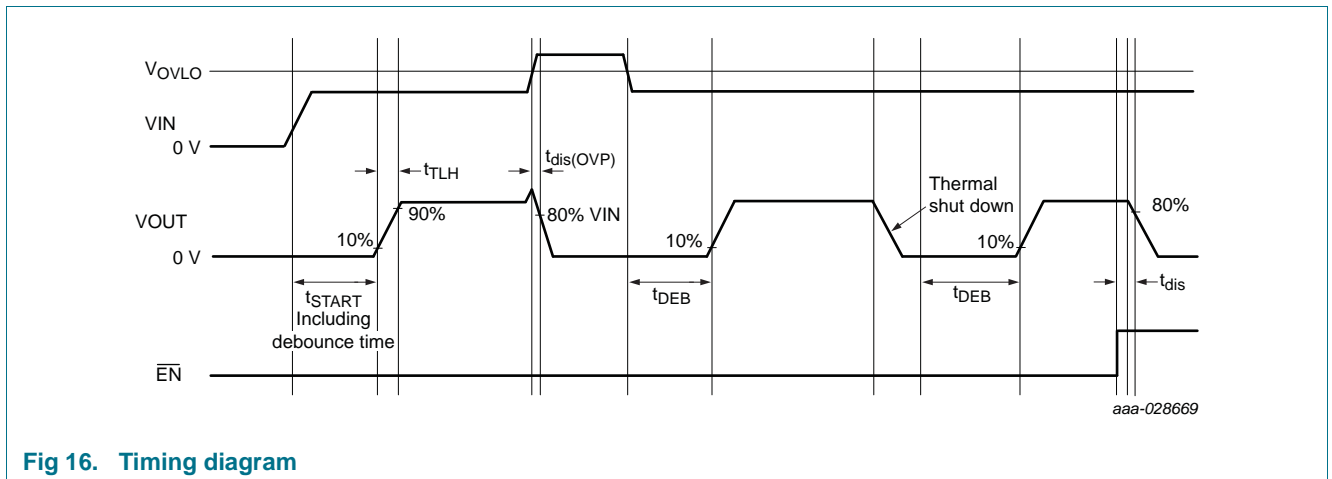 VOVLO
VIN
0 V
tTLH
tdis(OVP)
Thermal
shut down
VOUT
90%
80% VIN
80%
10%
10%
10%
0 V
tSTART
Including
debounce time
tDEB
tDEB
tdis
EN
aaa-028669
Fig 16. Timing diagram